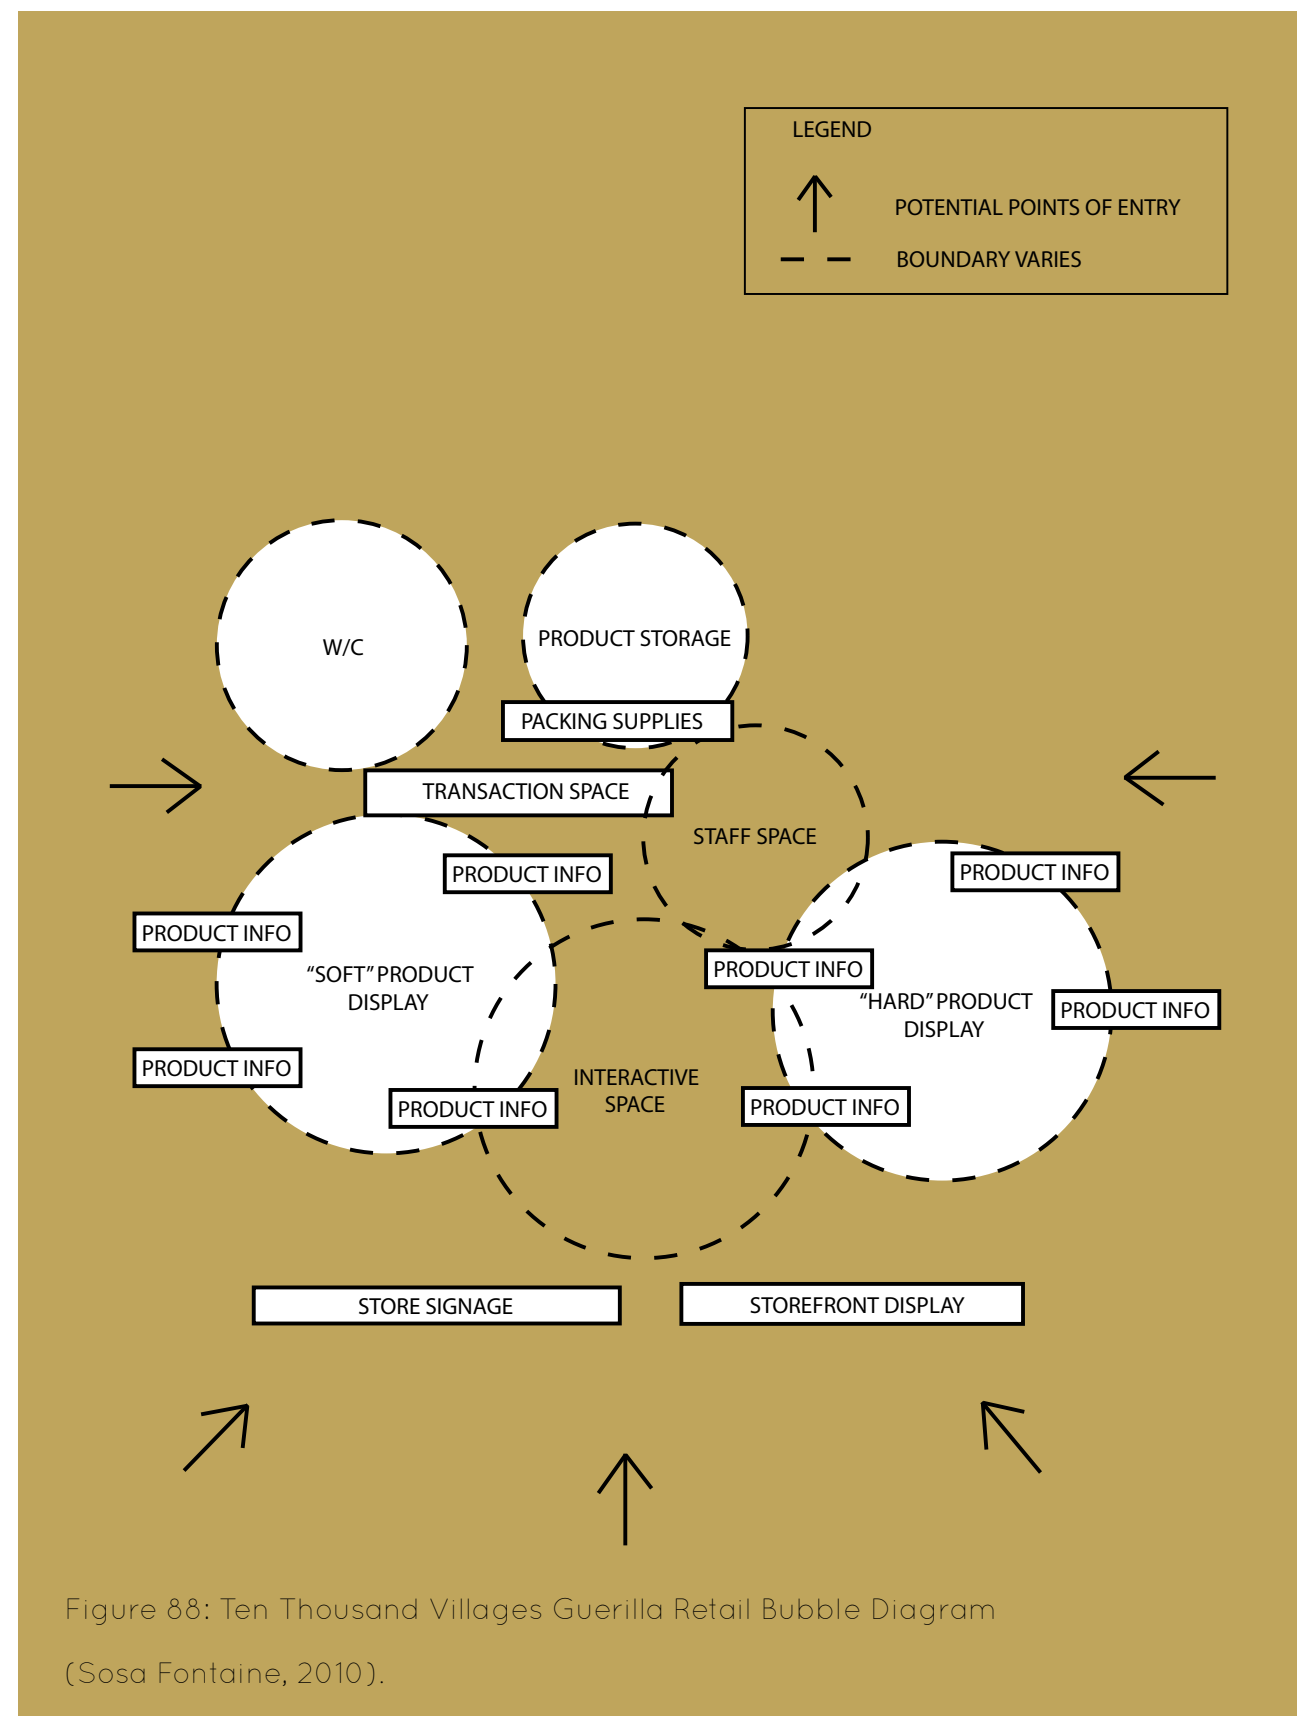 LEGEND
POTENTIAL POINTS OF ENTRY
BOUNDARY VARIES
W/C
PRODUCT STORAGE
PACKING SUPPLIES
TRANSACTION SPACE
STAFF SPACE
PRODUCT INFO
PRODUCT INFO
PRODUCT INFO
PRODUCT INFO
“SOFT” PRODUCT
DISPLAY
“HARD” PRODUCT
DISPLAY
PRODUCT INFO
PRODUCT INFO
INTERACTIVE
SPACE
PRODUCT INFO
PRODUCT INFO
STORE SIGNAGE
STOREFRONT DISPLAY
Figure 88: Ten Thousand Villages Guerilla Retail Bubble Diagram
(Sosa Fontaine, 2010).